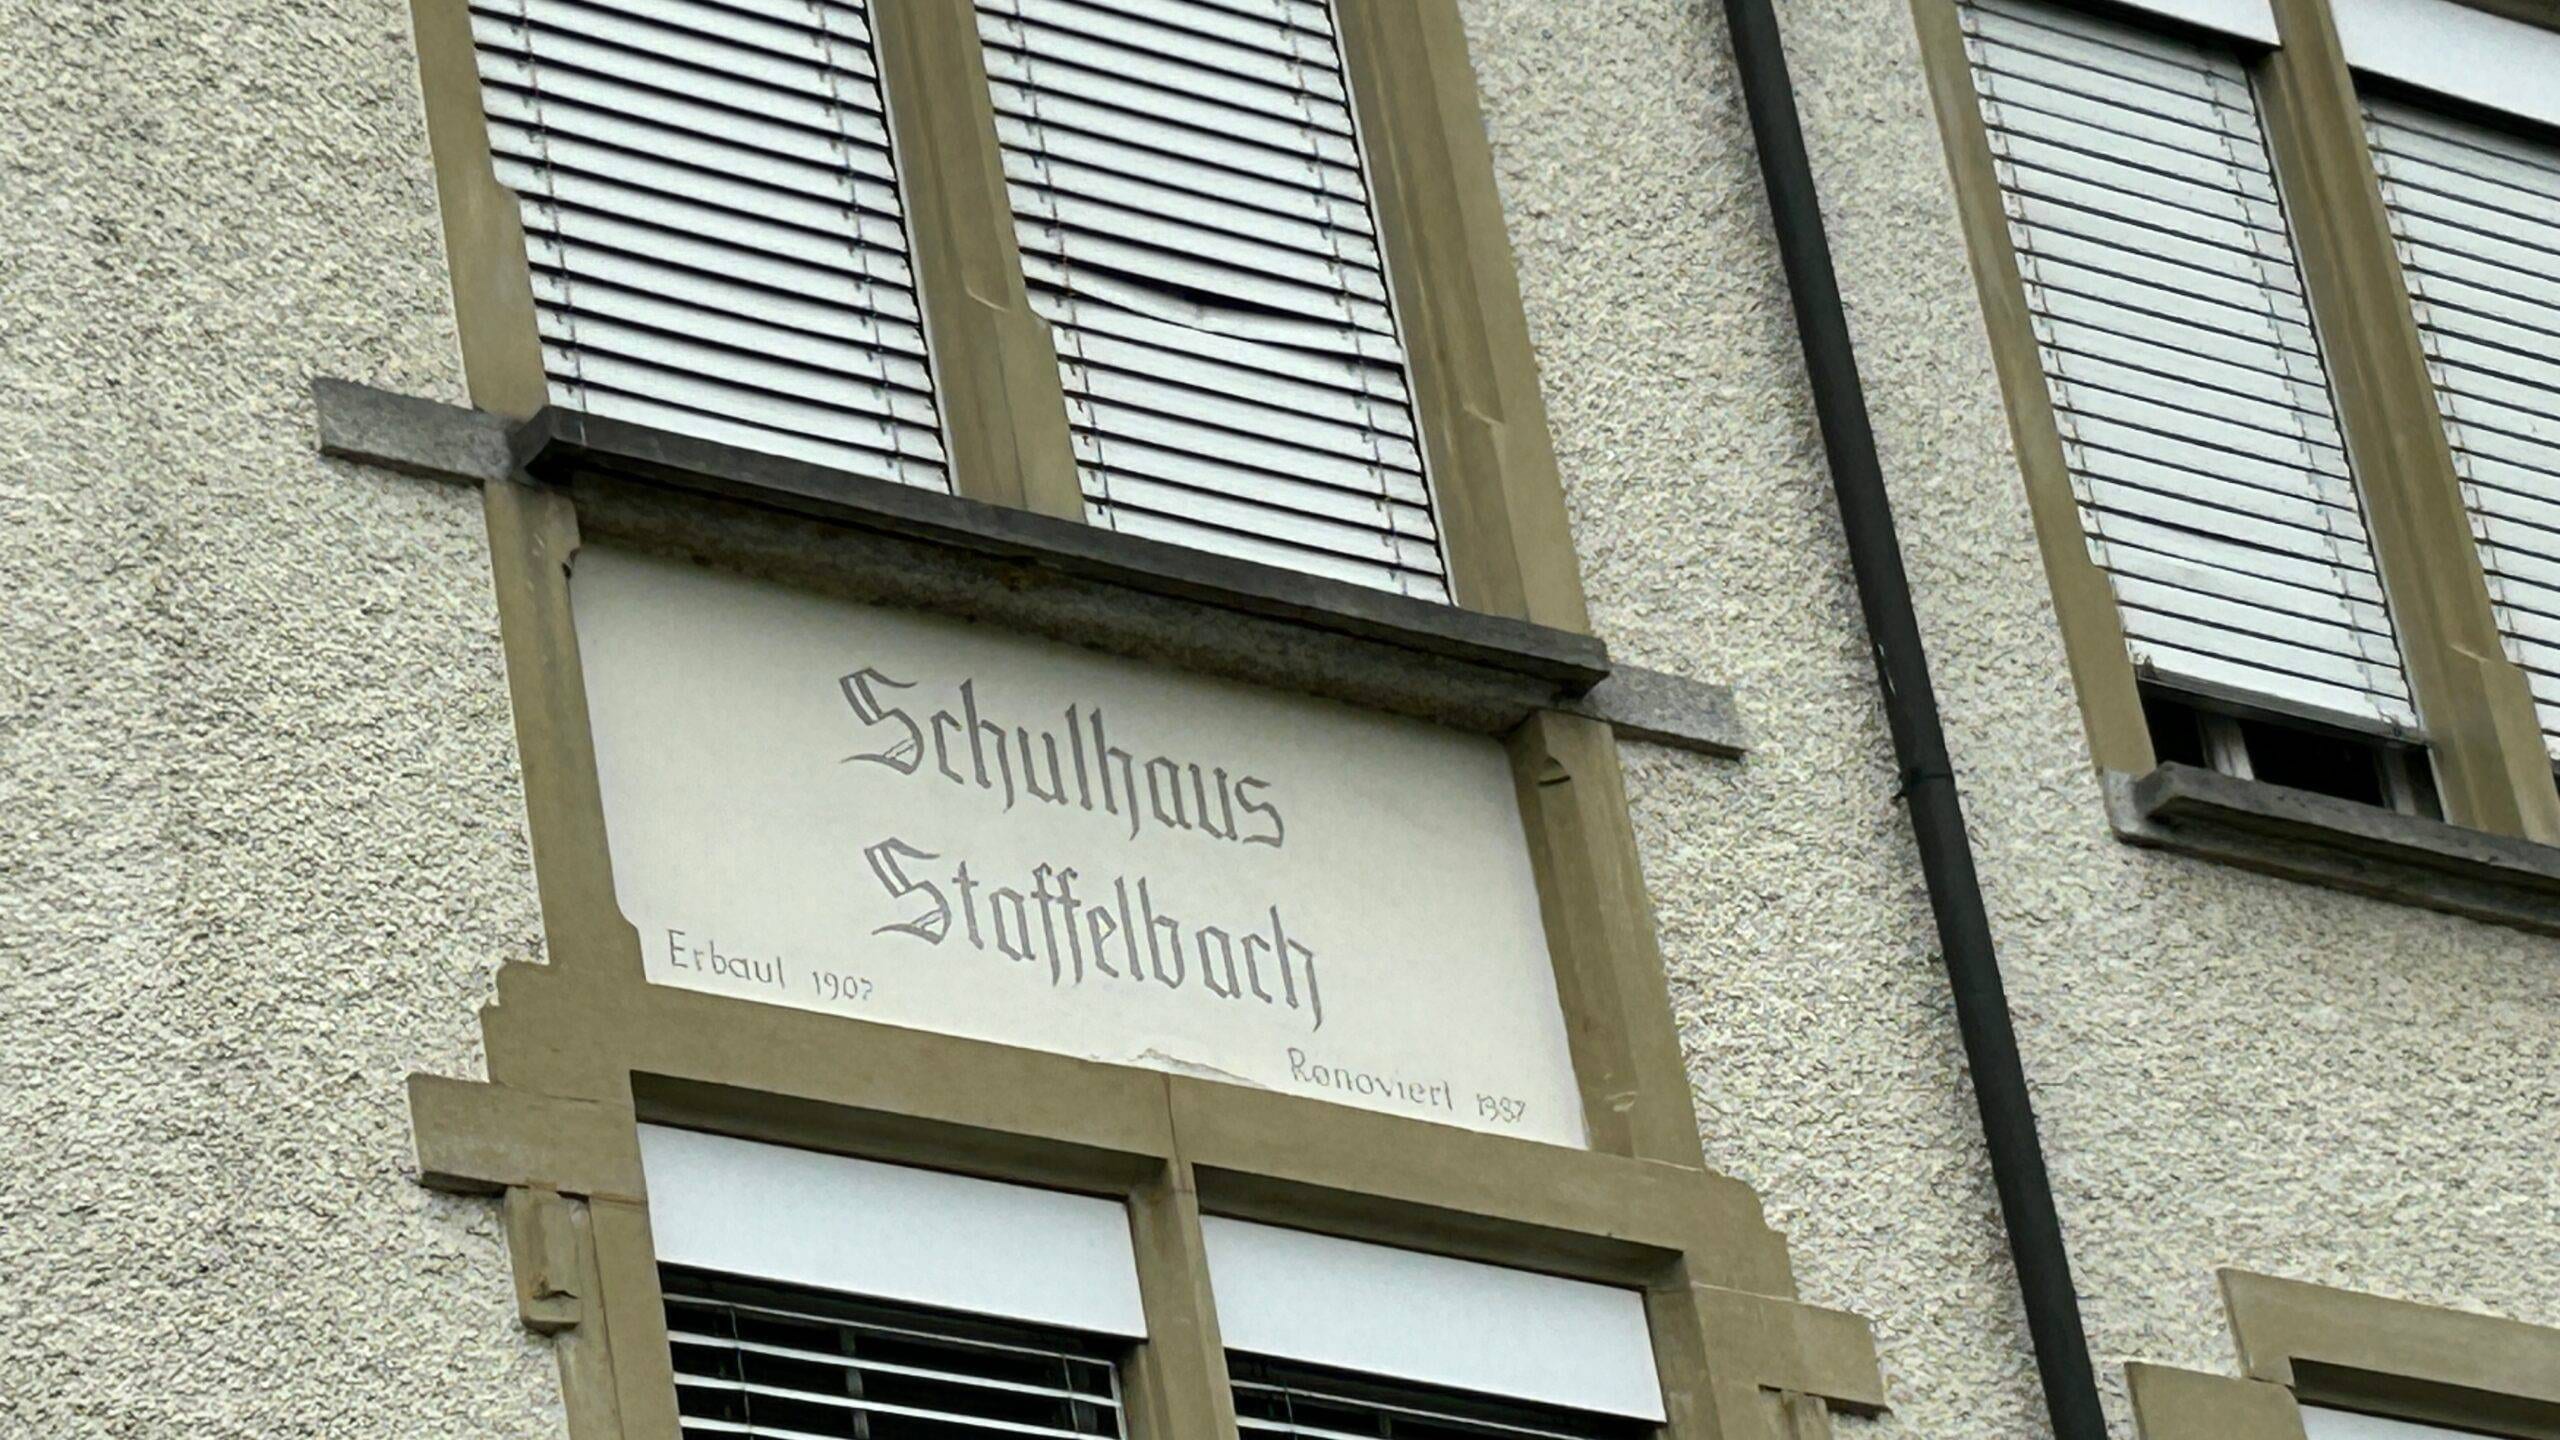 Schulhaus
Staffelbach
Erbaut 1907
Renoviert 1987